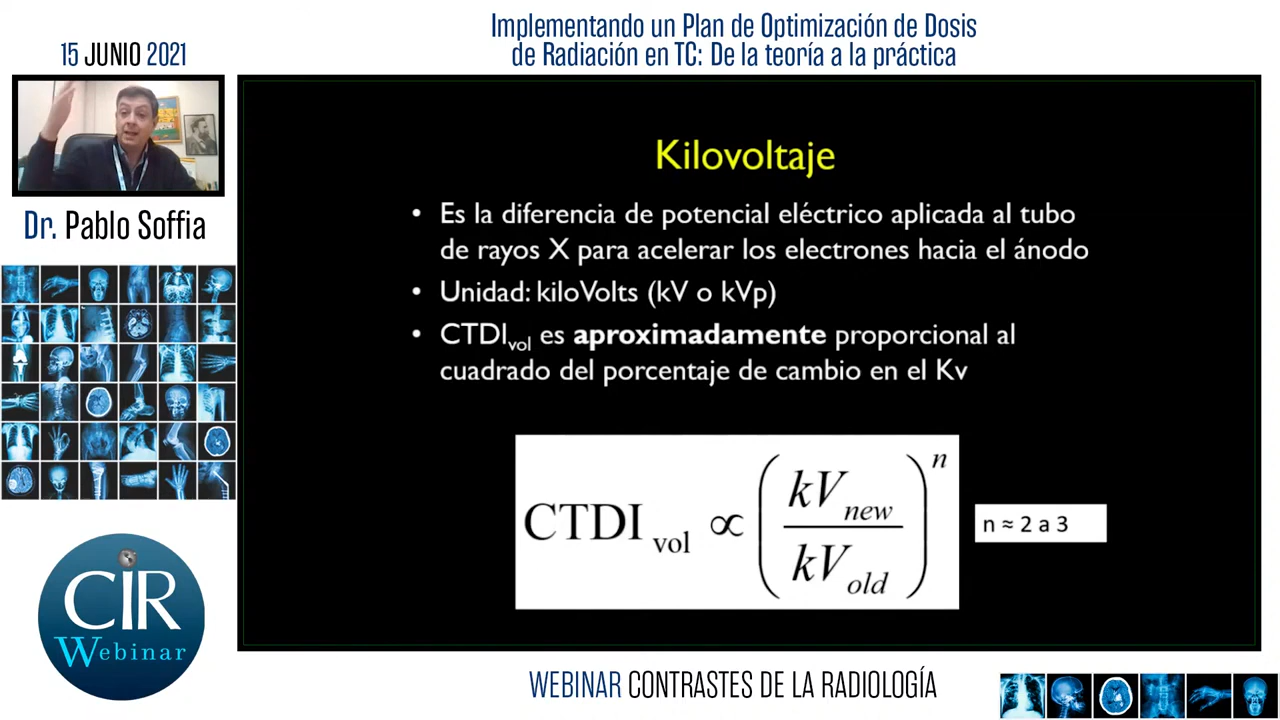 Implementando un Plan de Optimización de Dosis
de Radiación en TC: De la teoría a la práctica
15 JUNIO 2021
Dr. Pablo Soffia
Kilovoltaje
• Es la diferencia de potencial eléctrico aplicada al tubo
de rayos X para acelerar los electrones hacia el ánodo
• Unidad: kiloVolts (kV o kVp)
• CTDIvol es aproximadamente proporcional al
cuadrado del porcentaje de cambio en el Kv
CTDI vol ∝ (kVnew / kVold)^n
n ≈ 2 a 3
CIR
Webinar
WEBINAR CONTRASTES DE LA RADIOLOGÍA